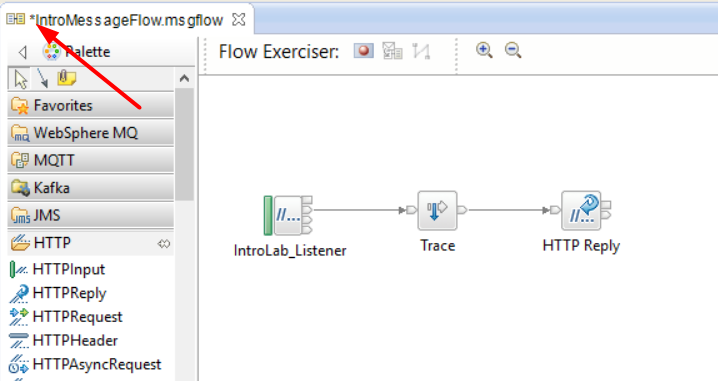 *IntroMessageFlow.msgflow
Palette
Flow Exerciser:
Favorites
WebSphere MQ
MQTT
Kafka
JMS
HTTP
HTTPInput
HTTPReply
HTTPRequest
HTTPHeader
HTTPAsyncRequest
IntroLab_Listener
Trace
HTTP Reply